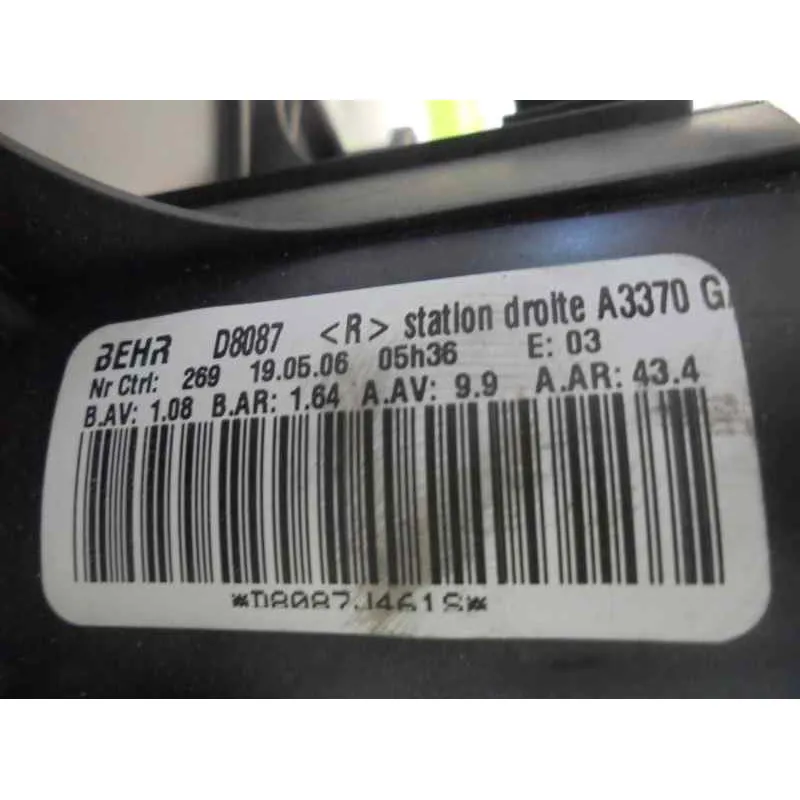 BEHR D8087 <R> station droite A3370
Nr Ctrl: 269 19.05.06 05h36 E: 03
B.AV: 1.08 B.AR: 1.64 A.AV: 9.9 A.AR: 43.4
*D8087J461S*